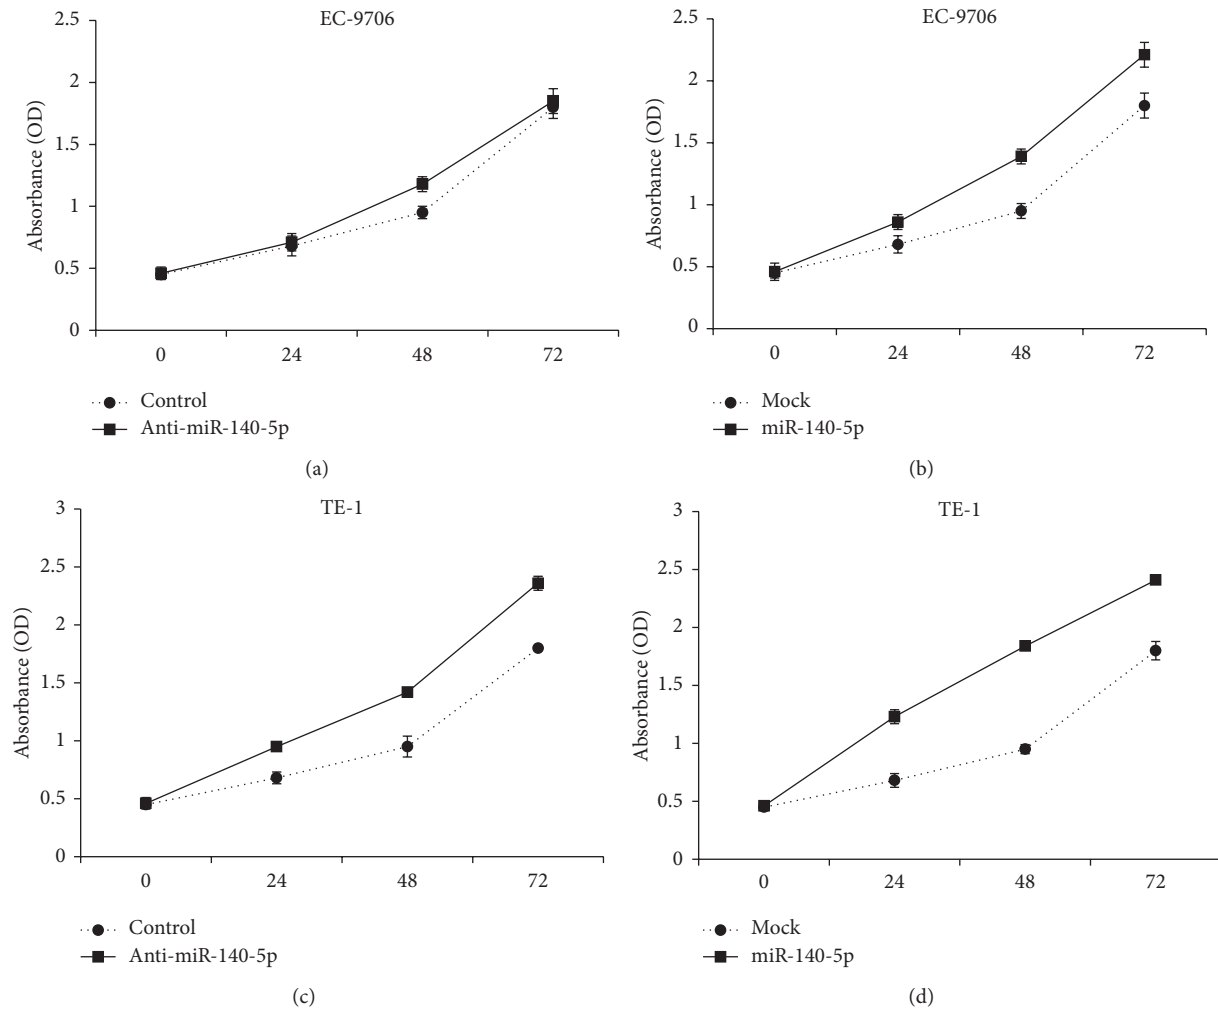 EC-9706
2.5
2
1.5
1
0.5
0
Absorbance (OD)
0 24 48 72
Control
Anti-miR-140-5p
(a)
EC-9706
2.5
2
1.5
1
0.5
0
Absorbance (OD)
0 24 48 72
Mock
miR-140-5p
(b)
TE-1
3
2.5
2
1.5
1
0.5
0
Absorbance (OD)
0 24 48 72
Control
Anti-miR-140-5p
(c)
TE-1
3
2.5
2
1.5
1
0.5
0
Absorbance (OD)
0 24 48 72
Mock
miR-140-5p
(d)